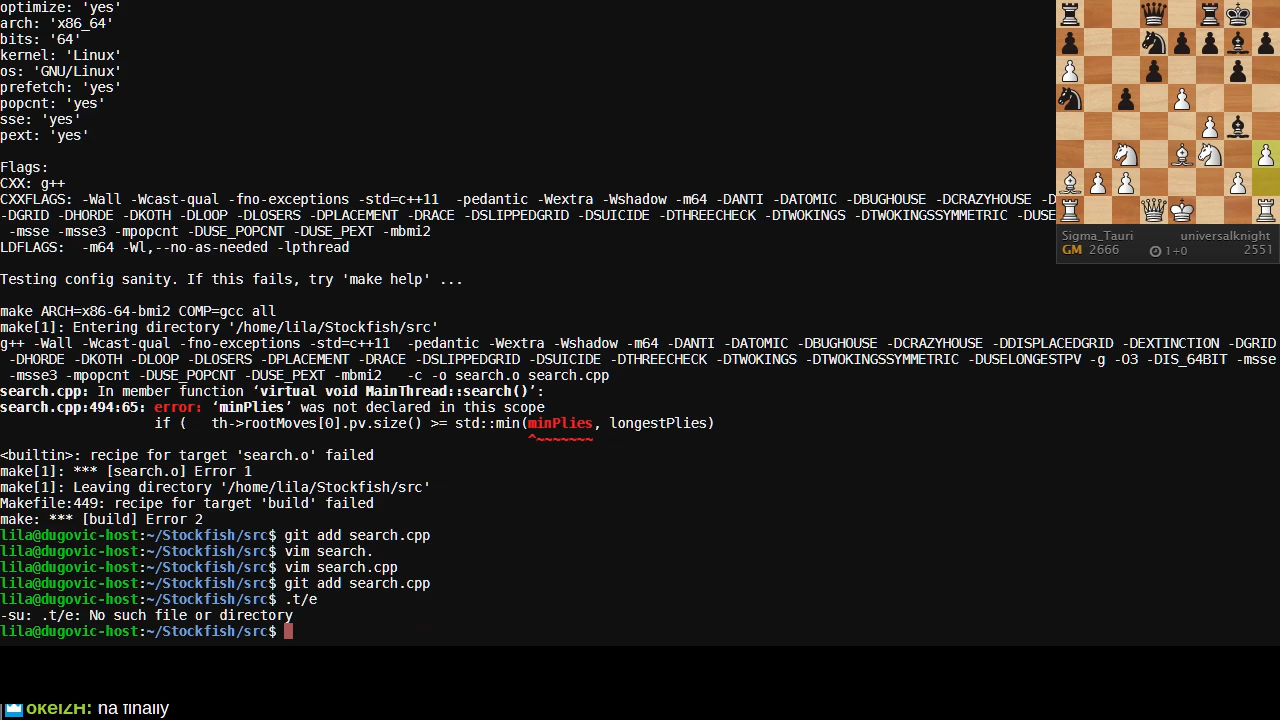 optimize: 'yes'
arch: 'x86_64'
bits: '64'
kernel: 'Linux'
os: 'GNU/Linux'
prefetch: 'yes'
popcnt: 'yes'
sse: 'yes'
pext: 'yes'
Flags:
CXX: g++
CXXFLAGS: -Wall -Wcast-qual -fno-exceptions -std=c++11  -pedantic -Wextra -Wshadow -m64 -DANTI -DATOMIC -DBUGHOUSE -DCRAZYHOUSE -D
-DGRID -DHORDE -DKOTH -DLOOP -DLOSERS -DPLACEMENT -DRACE -DSLIPPEDGRID -DSUICIDE -DTHREECHECK -DTWOKINGS -DTWOKINGSSYMMETRIC -DUSE
-msse -msse3 -mpopcnt -DUSE_POPCNT -DUSE_PEXT -mbmi2
LDFLAGS:  -m64 -Wl,--no-as-needed -lpthread
Testing config sanity. If this fails, try 'make help' ...
make ARCH=x86-64-bmi2 COMP=gcc all
make[1]: Entering directory '/home/lila/Stockfish/src'
g++ -Wall -Wcast-qual -fno-exceptions -std=c++11  -pedantic -Wextra -Wshadow -m64 -DANTI -DATOMIC -DBUGHOUSE -DCRAZYHOUSE -DDISPLACEDGRID -DEXTINCTION -DGRID
-DHORDE -DKOTH -DLOOP -DLOSERS -DPLACEMENT -DRACE -DSLIPPEDGRID -DSUICIDE -DTHREECHECK -DTWOKINGS -DTWOKINGSSYMMETRIC -DUSELONGESTPV -g -O3 -DIS_64BIT -msse
-msse3 -mpopcnt -DUSE_POPCNT -DUSE_PEXT -mbmi2   -c -o search.o search.cpp
search.cpp: In member function ‘virtual void MainThread::search()’:
search.cpp:494:65: error: ‘minPlies’ was not declared in this scope
if (   th->rootMoves[0].pv.size() >= std::min(minPlies, longestPlies)
^~~~~~~~
<builtin>: recipe for target 'search.o' failed
make[1]: *** [search.o] Error 1
make[1]: Leaving directory '/home/lila/Stockfish/src'
Makefile:449: recipe for target 'build' failed
make: *** [build] Error 2
lila@dugovic-host:~/Stockfish/src$ git add search.cpp
lila@dugovic-host:~/Stockfish/src$ vim search.
lila@dugovic-host:~/Stockfish/src$ vim search.cpp
lila@dugovic-host:~/Stockfish/src$ git add search.cpp
lila@dugovic-host:~/Stockfish/src$ .t/e
-su: .t/e: No such file or directory
lila@dugovic-host:~/Stockfish/src$
Sigma_Tauri universalknight
GM 2666 1+0 2551
okei2H: na finally